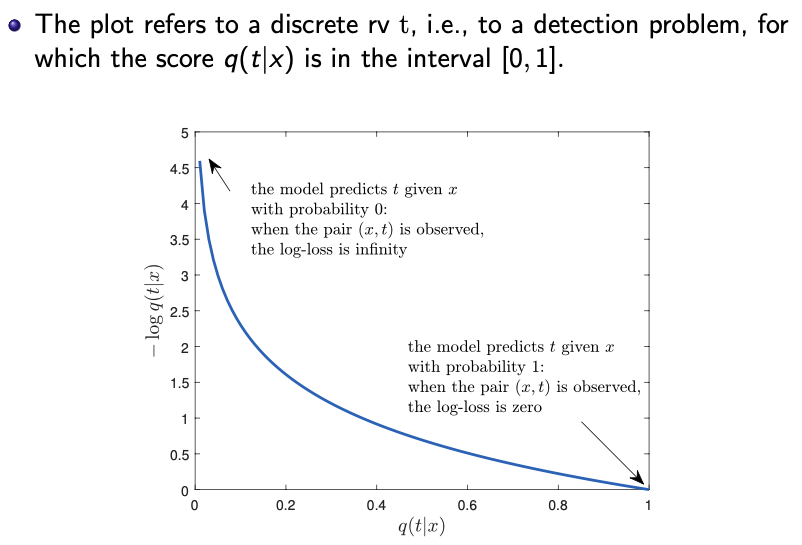 The plot refers to a discrete rv t, i.e., to a detection problem, for
which the score q(t|x) is in the interval [0, 1].
5
4.5
4
3.5
3
2.5
2
1.5
1
0.5
0
− log q(t|x)
the model predicts t given x
with probability 0:
when the pair (x, t) is observed,
the log-loss is infinity
the model predicts t given x
with probability 1:
when the pair (x, t) is observed,
the log-loss is zero
0 0.2 0.4 0.6 0.8 1
q(t|x)